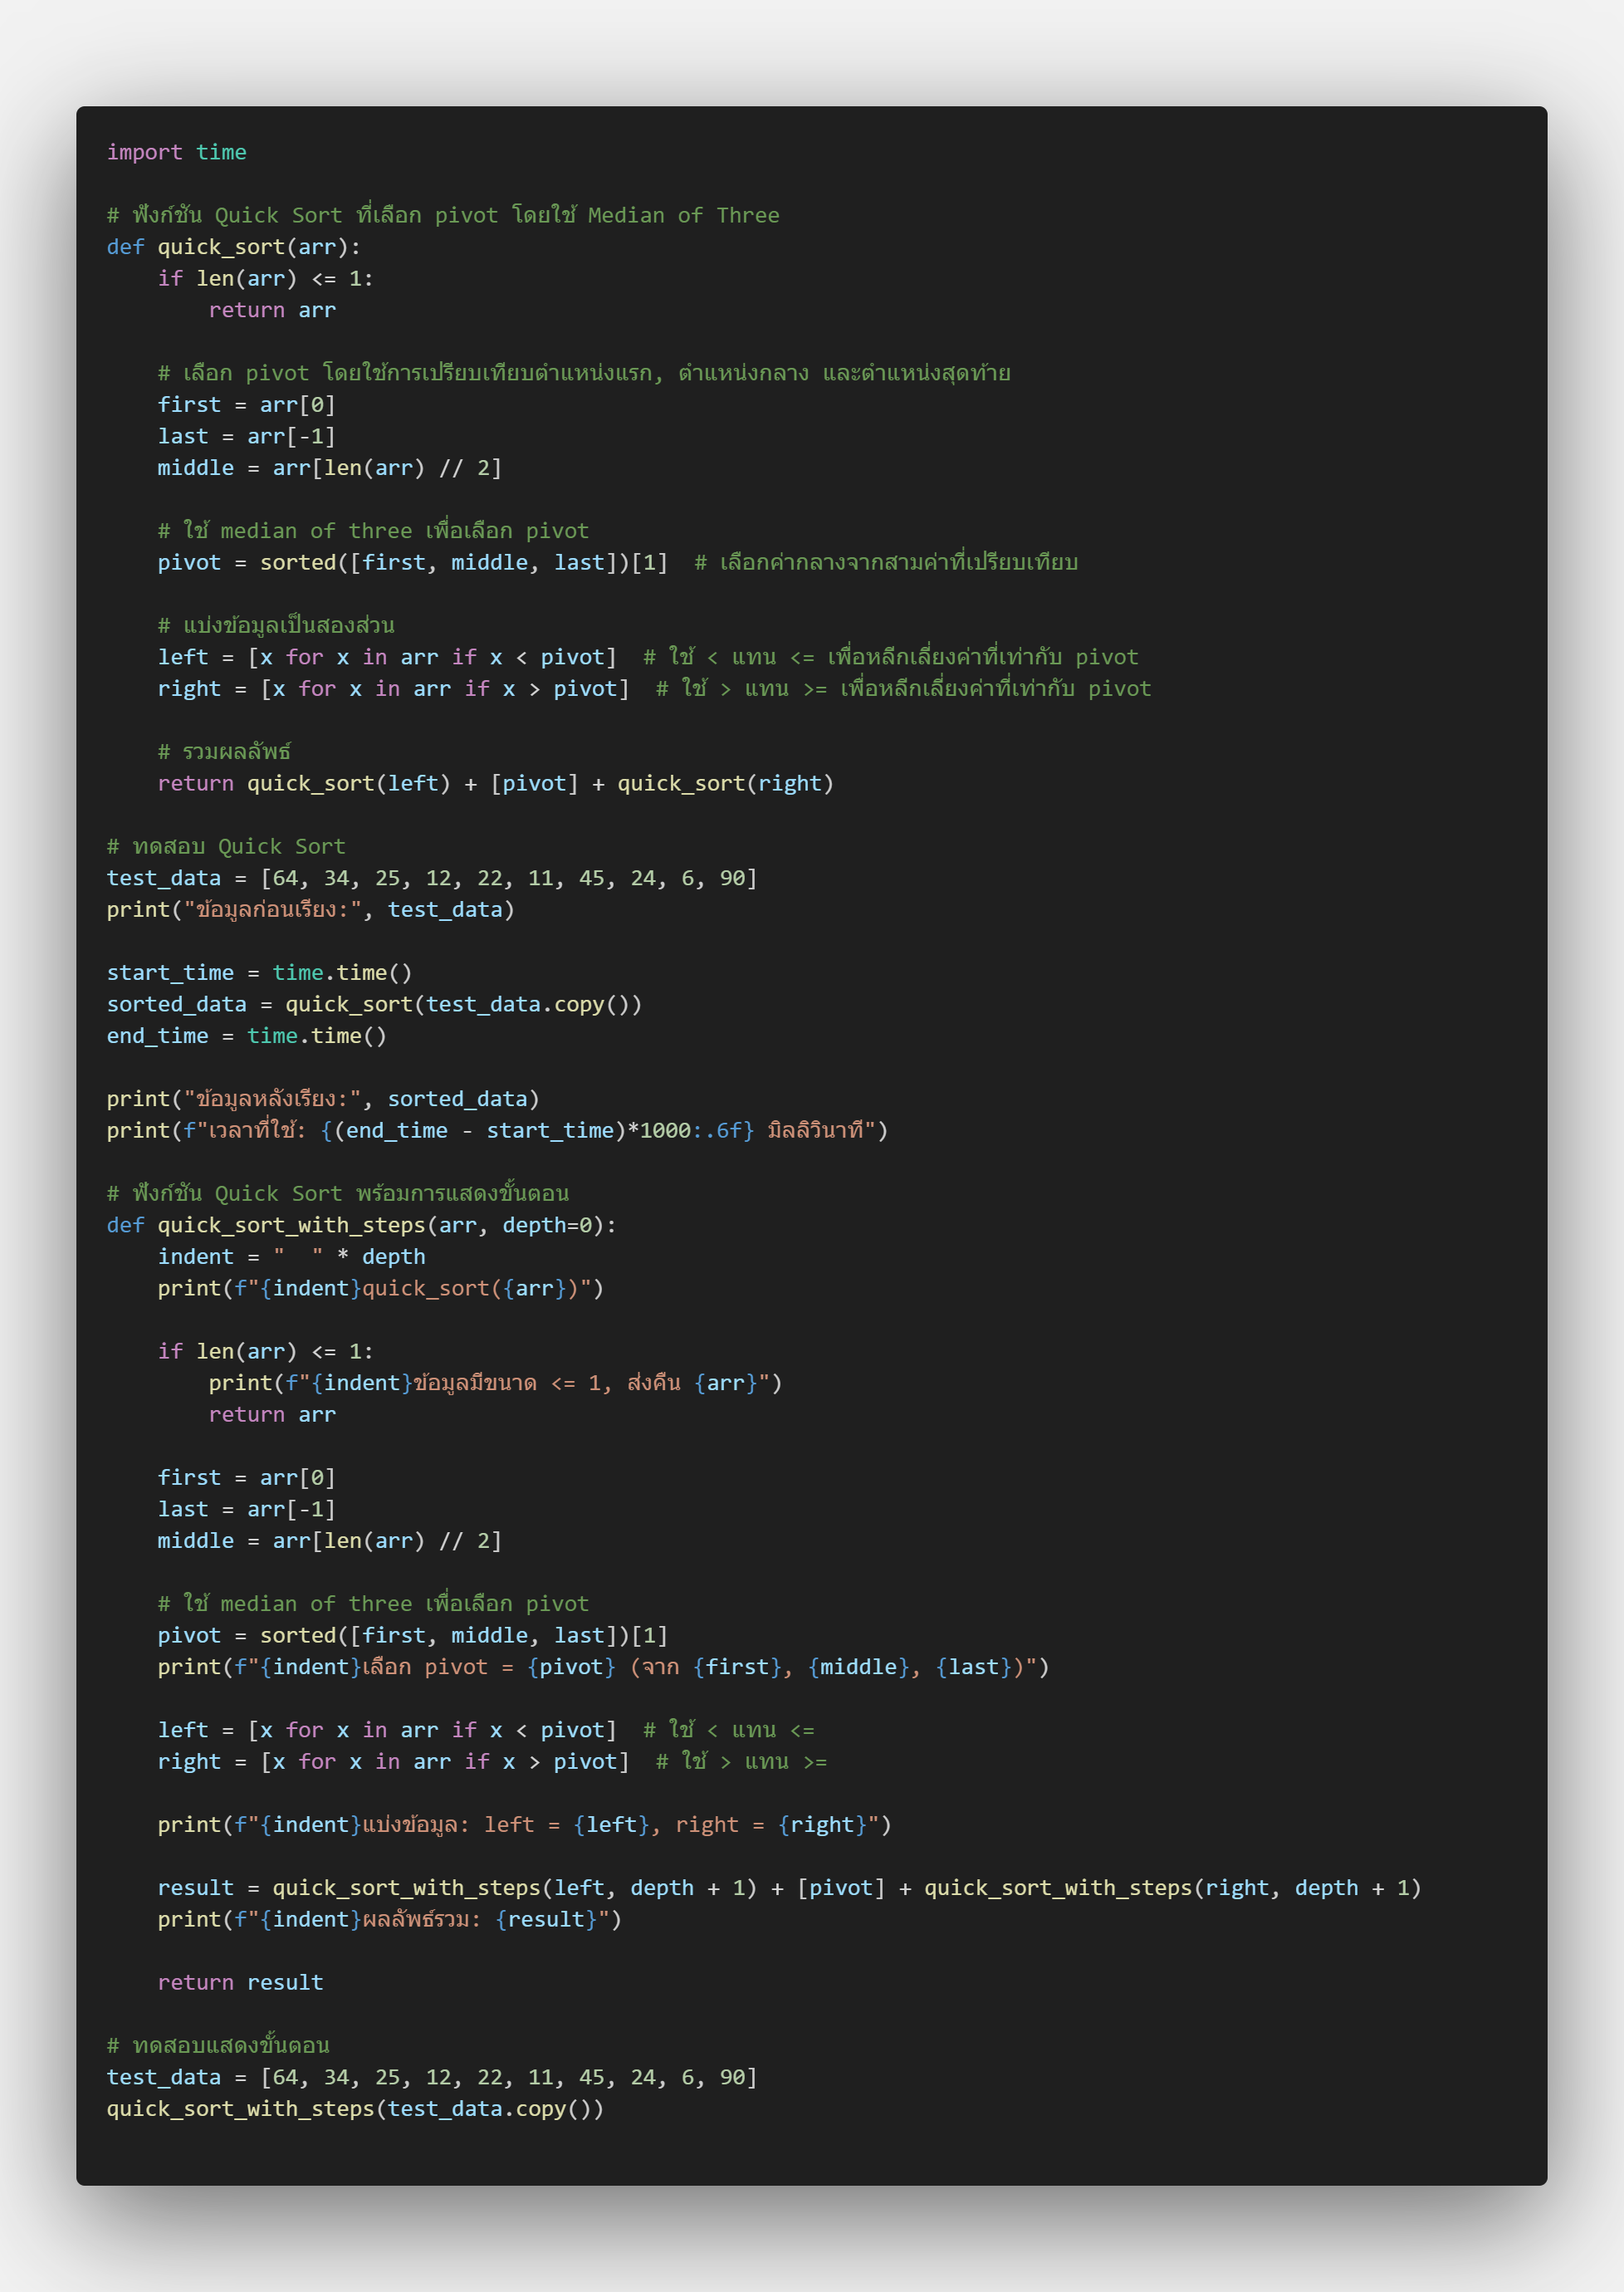 import time
# ฟังก์ชัน Quick Sort ที่เลือก pivot โดยใช้ Median of Three
def quick_sort(arr):
    if len(arr) <= 1:
        return arr
    # เลือก pivot โดยใช้การเปรียบเทียบตำแหน่งแรก, ตำแหน่งกลาง และตำแหน่งสุดท้าย
    first = arr[0]
    last = arr[-1]
    middle = arr[len(arr) // 2]
    # ใช้ median of three เพื่อเลือก pivot
    pivot = sorted([first, middle, last])[1]  # เลือกค่ากลางจากสามค่าที่เปรียบเทียบ
    # แบ่งข้อมูลเป็นสองส่วน
    left = [x for x in arr if x < pivot]  # ใช้ < แทน <= เพื่อหลีกเลี่ยงค่าที่เท่ากับ pivot
    right = [x for x in arr if x > pivot]  # ใช้ > แทน >= เพื่อหลีกเลี่ยงค่าที่เท่ากับ pivot
    # รวมผลลัพธ์
    return quick_sort(left) + [pivot] + quick_sort(right)
# ทดสอบ Quick Sort
test_data = [64, 34, 25, 12, 22, 11, 45, 24, 6, 90]
print("ข้อมูลก่อนเรียง:", test_data)
start_time = time.time()
sorted_data = quick_sort(test_data.copy())
end_time = time.time()
print("ข้อมูลหลังเรียง:", sorted_data)
print(f"เวลาที่ใช้: {(end_time - start_time)*1000:.6f} มิลลิวินาที")
# ฟังก์ชัน Quick Sort พร้อมการแสดงขั้นตอน
def quick_sort_with_steps(arr, depth=0):
    indent = "  " * depth
    print(f"{indent}quick_sort({arr})")
    if len(arr) <= 1:
        print(f"{indent}ข้อมูลมีขนาด <= 1, ส่งคืน {arr}")
        return arr
    first = arr[0]
    last = arr[-1]
    middle = arr[len(arr) // 2]
    # ใช้ median of three เพื่อเลือก pivot
    pivot = sorted([first, middle, last])[1]
    print(f"{indent}เลือก pivot = {pivot} (จาก {first}, {middle}, {last})")
    left = [x for x in arr if x < pivot]  # ใช้ < แทน <=
    right = [x for x in arr if x > pivot]  # ใช้ > แทน >=
    print(f"{indent}แบ่งข้อมูล: left = {left}, right = {right}")
    result = quick_sort_with_steps(left, depth + 1) + [pivot] + quick_sort_with_steps(right, depth + 1)
    print(f"{indent}ผลลัพธ์รวม: {result}")
    return result
# ทดสอบแสดงขั้นตอน
test_data = [64, 34, 25, 12, 22, 11, 45, 24, 6, 90]
quick_sort_with_steps(test_data.copy())